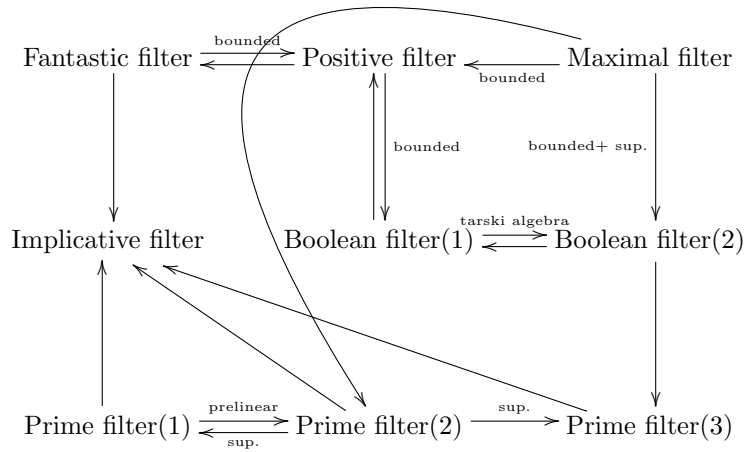 bounded
Fantastic filter Positive filter Maximal filter
bounded
bounded bounded+ sup.
tarski algebra
Implicative filter Boolean filter(1) Boolean filter(2)
prelinear sup.
Prime filter(1) Prime filter(2) Prime filter(3)
sup.